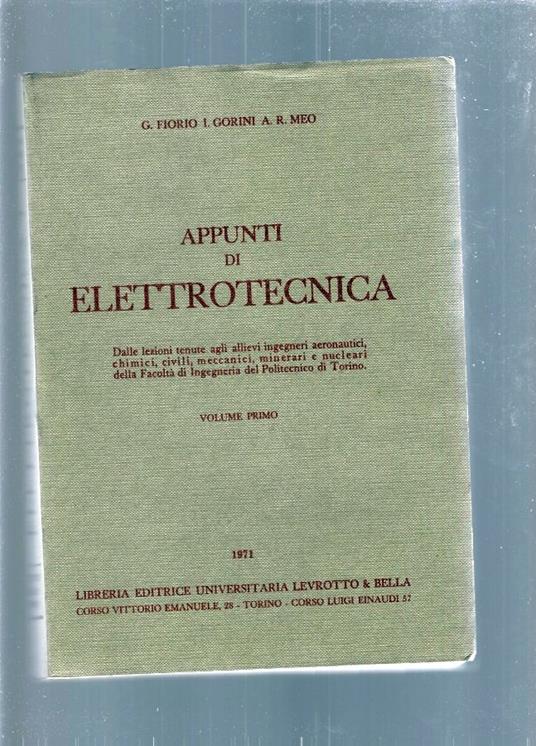 G. FIORIO I. GORINI A. R. MEO
APPUNTI
DI
ELETTROTECNICA
Dalle lezioni tenute agli allievi ingegneri aeronautici,
chimici, civili, meccanici, minerari e nucleari
della Facoltà di Ingegneria del Politecnico di Torino.
VOLUME PRIMO
1971
LIBRERIA EDITRICE UNIVERSITARIA LEVROTTO & BELLA
CORSO VITTORIO EMANUELE, 28 - TORINO - CORSO LUIGI EINAUDI 57